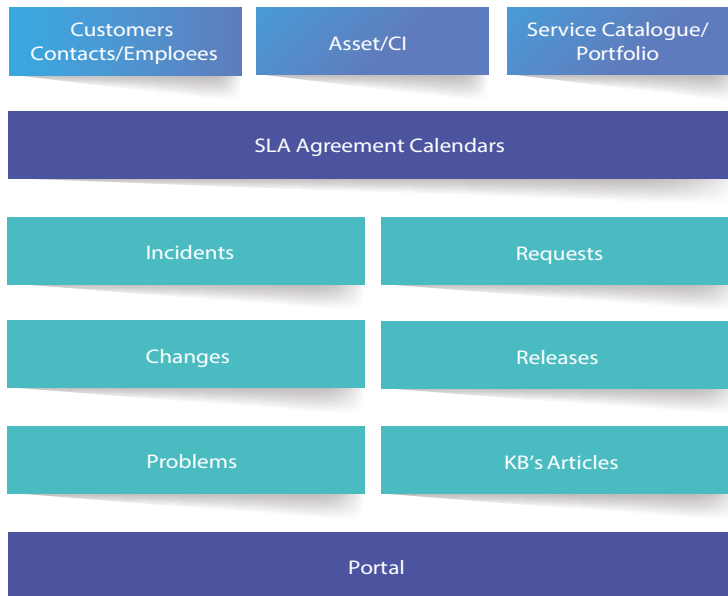 Customers
Contacts/Emploees
Asset/CI
Service Catalogue/
Portfolio
SLA Agreement Calendars
Incidents
Requests
Changes
Releases
Problems
KB's Articles
Portal